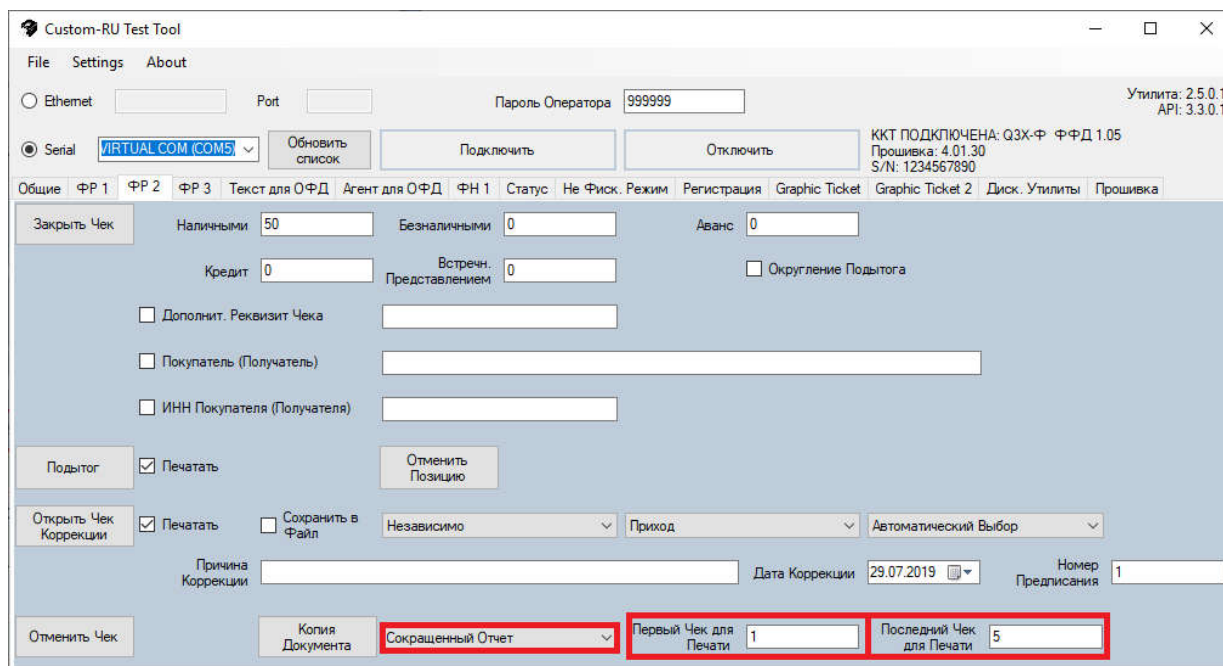 Custom-RU Test Tool
File Settings About
Ethernet Port Пароль Оператора 999999
Утилита: 2.5.0.1
API: 3.3.0.1
Serial VIRTUAL COM (COM5) Обновить список Подключить Отключить
ККТ ПОДКЛЮЧЕНА: Q3X-Ф ФФД 1.05
Прошивка: 4.01.30
S/N: 1234567890
Общие ФР 1 ФР 2 ФР 3 Текст для ОФД Агент для ОФД ФН 1 Статус Не Фиск. Режим Регистрация Graphic Ticket Graphic Ticket 2 Диск. Утилиты Прошивка
Закрыть Чек Наличными 50 Безналичными 0 Аванс 0
Кредит 0 Встречн. Представлением 0 Округление Подытога
Дополнит. Реквизит Чека
Покупатель (Получатель)
ИНН Покупателя (Получателя)
Подытог Печатать Отменить Позицию
Открыть Чек Коррекции Печатать Сохранить в Файл Независимо Приход Автоматический Выбор
Причина Коррекции Дата Коррекции 29.07.2019 Номер Предписания 1
Отменить Чек Копия Документа Сокращенный Отчет Первый Чек для Печати 1 Последний Чек для Печати 5